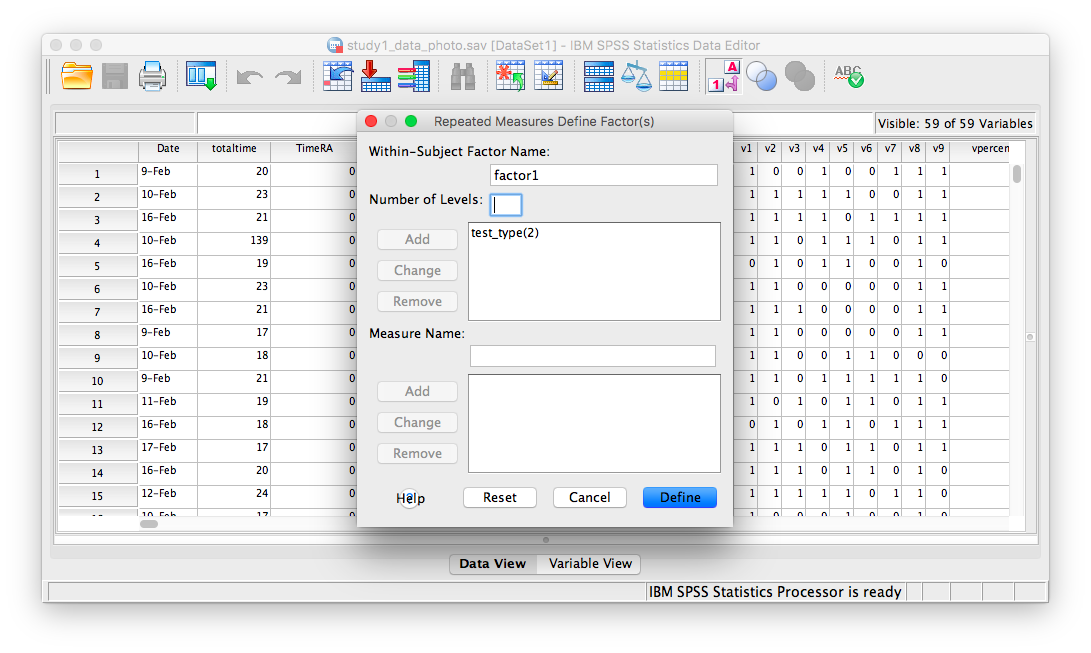 study1_data_photo.sav [DataSet1] - IBM SPSS Statistics Data Editor
A
1
ABC
Visible: 59 of 59 Variables
Repeated Measures Define Factor(s)
Within-Subject Factor Name:
factor1
Number of Levels:
Add
test_type(2)
Change
Remove
Measure Name:
Add
Change
Remove
Help
Reset
Cancel
Define
Date totaltime TimeRA v1 v2 v3 v4 v5 v6 v7 v8 v9 vpercen
1 9-Feb 20 0 1 0 0 1 0 0 1 1 1
2 10-Feb 23 0 1 1 1 1 0 1 1 1 1
3 16-Feb 21 0 1 1 1 1 0 1 1 1 1
4 10-Feb 139 0 1 1 0 1 1 1 0 1 1
5 16-Feb 19 0 0 1 0 1 1 0 0 1 0
6 10-Feb 23 0 1 1 0 0 0 0 0 1 1
7 16-Feb 21 0 1 1 1 0 0 0 0 1 1
8 9-Feb 17 0 1 1 0 0 0 1 0 1 1
9 10-Feb 18 0 1 1 0 0 1 1 0 0 0
10 9-Feb 21 0 1 1 0 1 1 1 1 1 0
11 11-Feb 19 0 1 0 1 0 1 1 0 1 1
12 16-Feb 18 0 0 1 0 1 1 0 0 1 1
13 17-Feb 17 0 1 1 1 0 1 1 0 1 1
14 16-Feb 20 0 1 1 1 0 1 1 0 1 0
15 12-Feb 24 0 1 1 1 1 1 0 1 1 0
Data View
Variable View
IBM SPSS Statistics Processor is ready